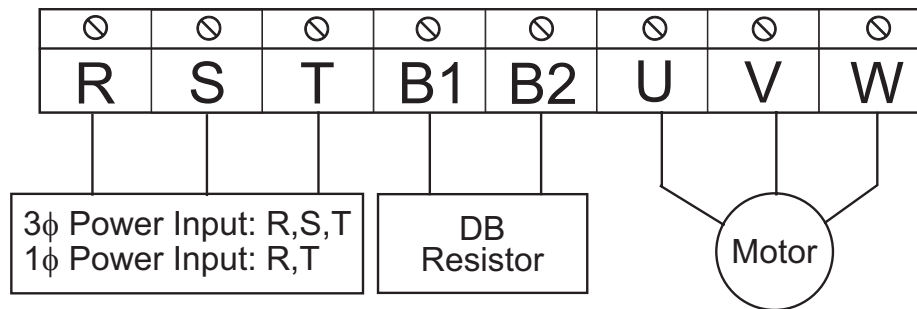 R S T B1 B2 U V W
3ϕ Power Input: R,S,T
1ϕ Power Input: R,T
DB
Resistor
Motor